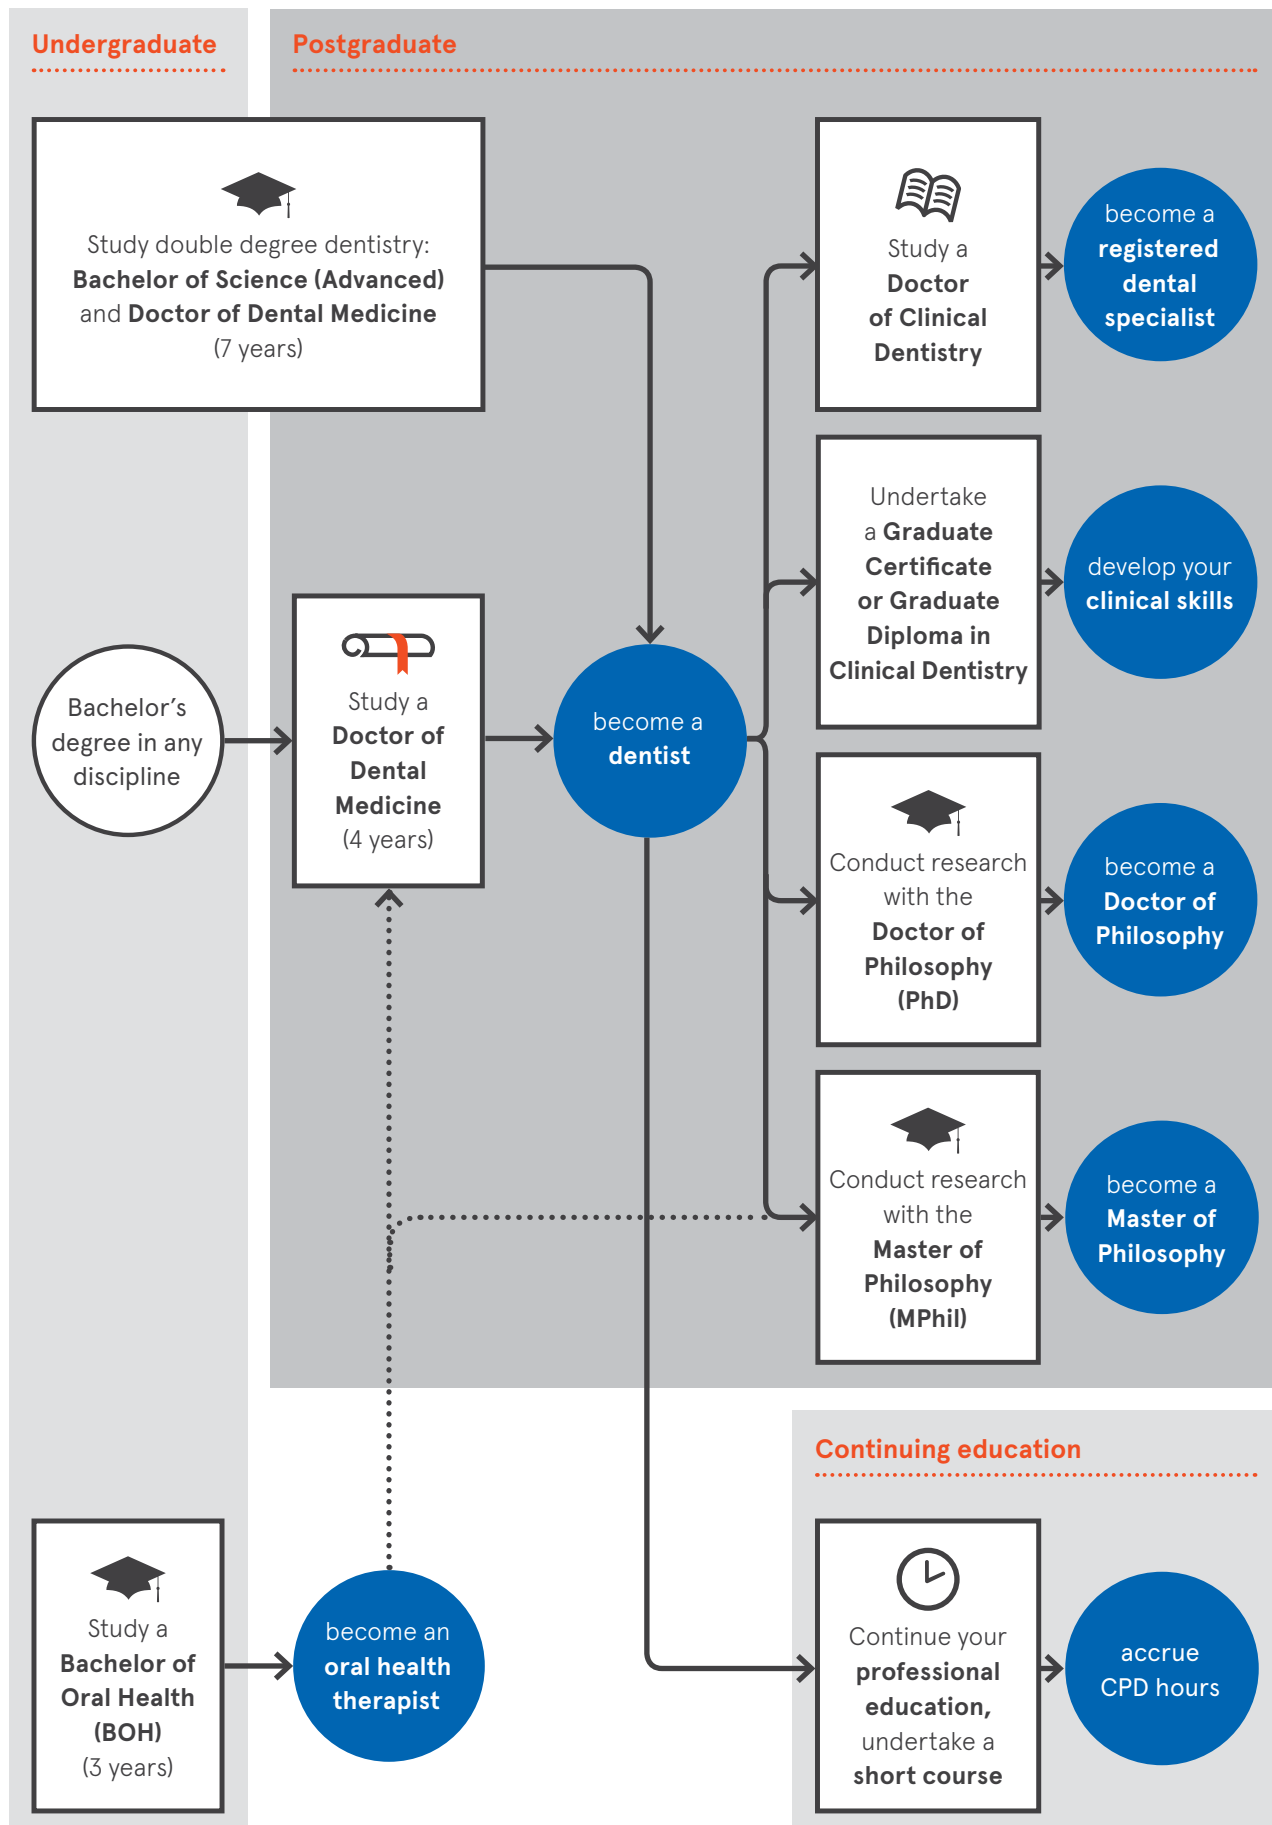 Undergraduate
Postgraduate
Study double degree dentistry:
Bachelor of Science (Advanced)
and Doctor of Dental Medicine
(7 years)
Study a
Doctor
of Clinical
Dentistry
become a
registered
dental
specialist
Undertake
a Graduate
Certificate
or Graduate
Diploma in
Clinical Dentistry
develop your
clinical skills
Bachelor's
degree in any
discipline
Study a
Doctor of
Dental
Medicine
(4 years)
become a
dentist
Conduct research
with the
Doctor of
Philosophy
(PhD)
become a
Doctor of
Philosophy
Conduct research
with the
Master of
Philosophy
(MPhil)
become a
Master of
Philosophy
Continuing education
Study a
Bachelor of
Oral Health
(BOH)
(3 years)
become an
oral health
therapist
Continue your
professional
education,
undertake a
short course
accrue
CPD hours